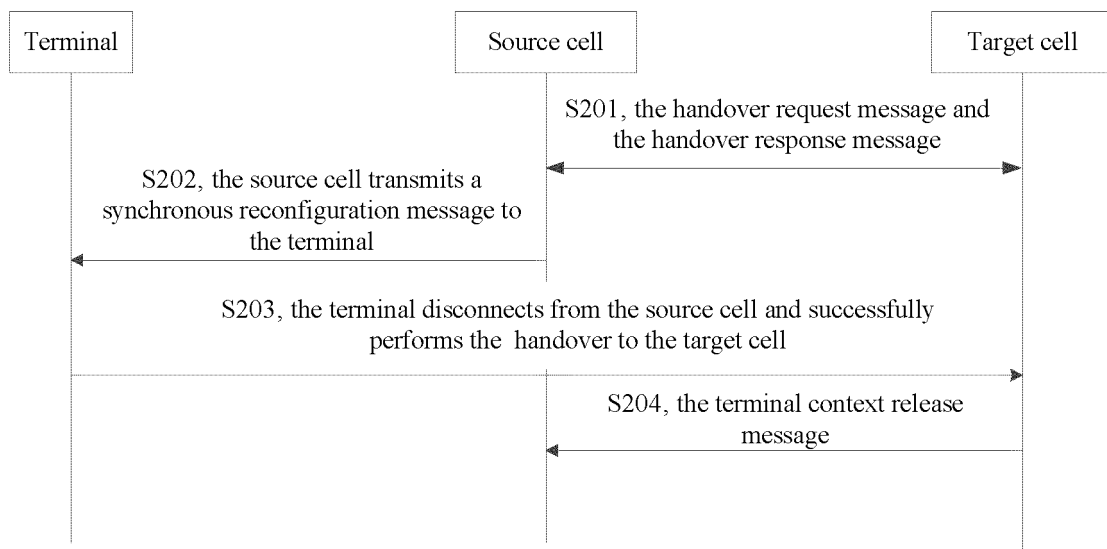 Terminal
Source cell
Target cell
S201, the handover request message and
the handover response message
S202, the source cell transmits a
synchronous reconfiguration message to
the terminal
S203, the terminal disconnects from the source cell and successfully
performs the handover to the target cell
S204, the terminal context release
message